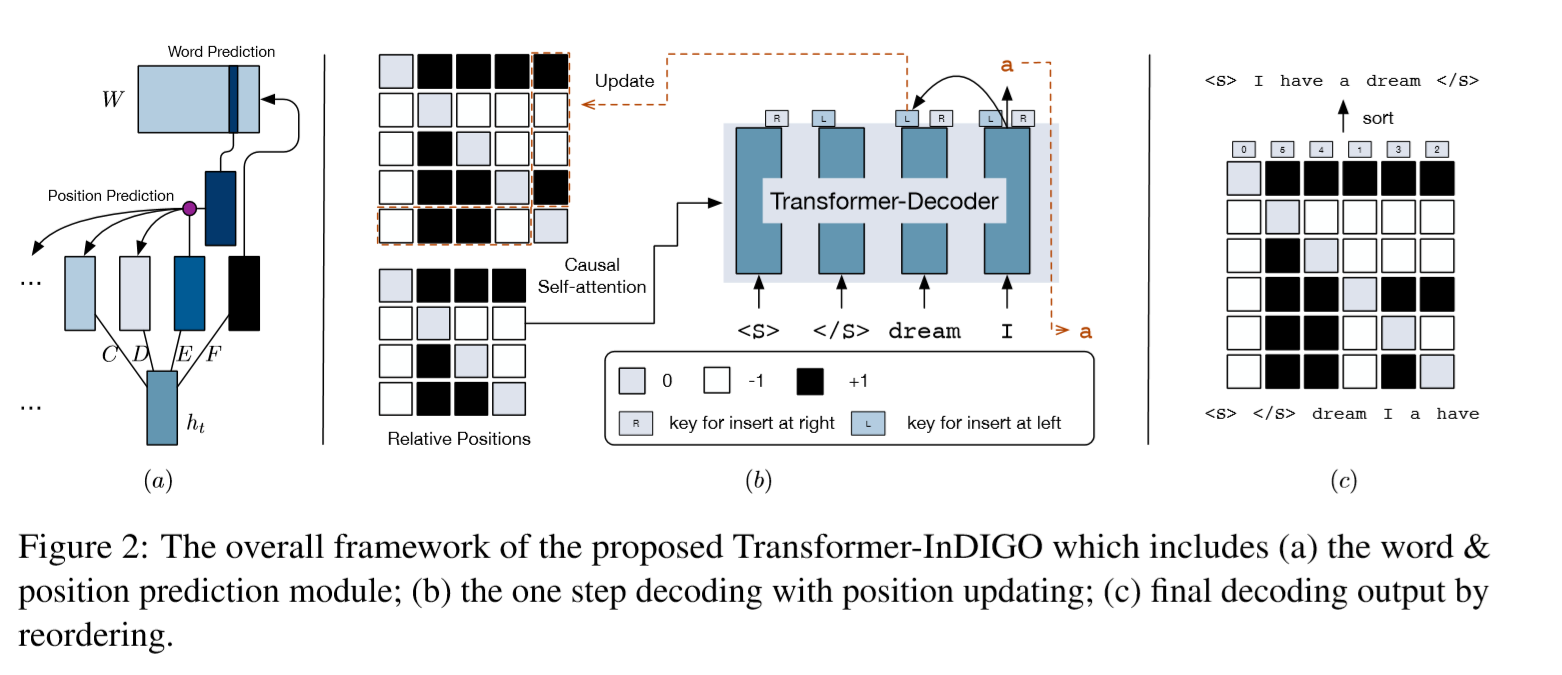 Word Prediction
W
Position Prediction
...
C D E F
...
h_t
(a)
Update
a
R L L R L R
Transformer-Decoder
Causal
Self-attention
<S> </S> dream I a
0 -1 +1
R key for insert at right L key for insert at left
Relative Positions
(b)
<S> I have a dream </S>
sort
0 5 4 1 3 2
<S> </S> dream I a have
(c)
Figure 2: The overall framework of the proposed Transformer-InDIGO which includes (a) the word &
position prediction module; (b) the one step decoding with position updating; (c) final decoding output by
reordering.